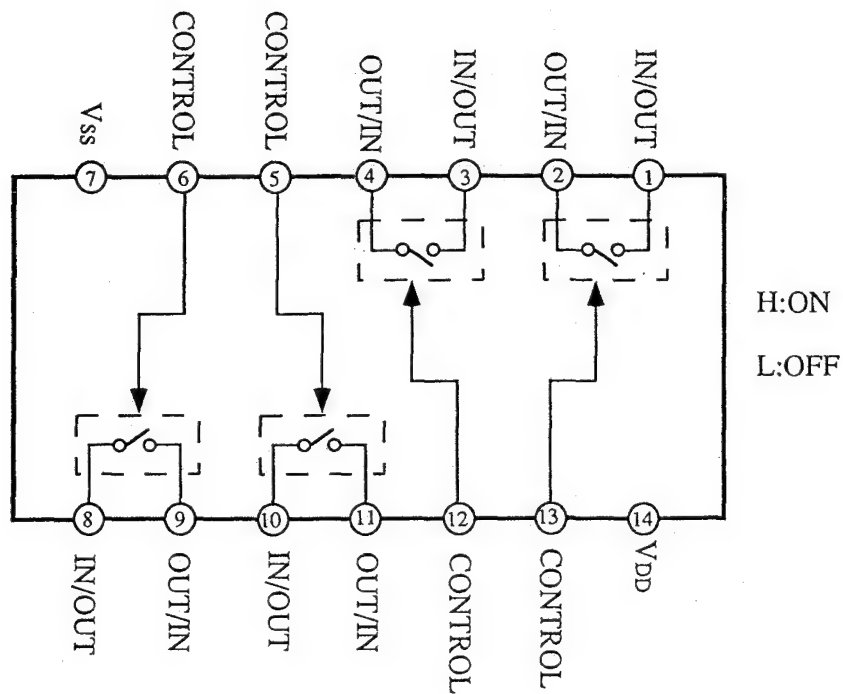 VSS
CONTROL
CONTROL
OUT/IN
IN/OUT
OUT/IN
IN/OUT
7
6
5
4
3
2
1
H:ON
L:OFF
8
9
10
11
12
13
14
IN/OUT
OUT/IN
IN/OUT
OUT/IN
CONTROL
CONTROL
VDD